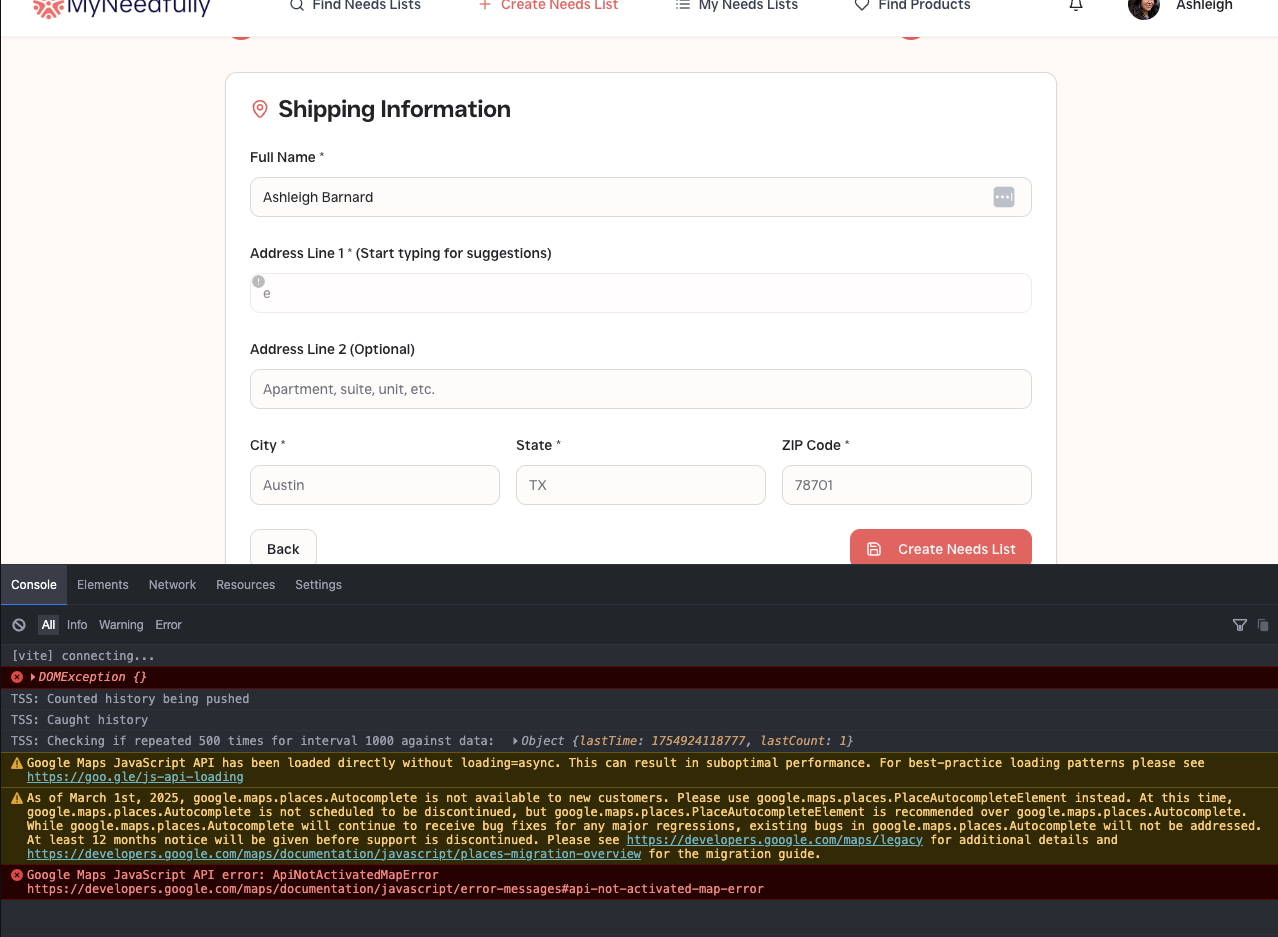 MyNeedfully
Find Needs Lists
Create Needs List
My Needs Lists
Find Products
Ashleigh
Shipping Information
Full Name *
Ashleigh Barnard
Address Line 1 * (Start typing for suggestions)
e
Address Line 2 (Optional)
Apartment, suite, unit, etc.
City * State * ZIP Code *
Austin TX 78701
Back Create Needs List
Console Elements Network Resources Settings
All Info Warning Error
[vite] connecting...
DOMException {}
TSS: Counted history being pushed
TSS: Caught history
TSS: Checking if repeated 500 times for interval 1000 against data: Object {lastTime: 1754924118777, lastCount: 1}
Google Maps JavaScript API has been loaded directly without loading=async. This can result in suboptimal performance. For best-practice loading patterns please see
https://goo.gle/js-api-loading
As of March 1st, 2025, google.maps.places.Autocomplete is not available to new customers. Please use google.maps.places.PlaceAutocompleteElement instead. At this time,
google.maps.places.Autocomplete is not scheduled to be discontinued, but google.maps.places.PlaceAutocompleteElement is recommended over google.maps.places.Autocomplete.
While google.maps.places.Autocomplete will continue to receive bug fixes for any major regressions, existing bugs in google.maps.places.Autocomplete will not be addressed.
At least 12 months notice will be given before support is discontinued. Please see https://developers.google.com/maps/legacy for additional details and
https://developers.google.com/maps/documentation/javascript/places-migration-overview for the migration guide.
Google Maps JavaScript API error: ApiNotActivatedMapError
https://developers.google.com/maps/documentation/javascript/error-messages#api-not-activated-map-error